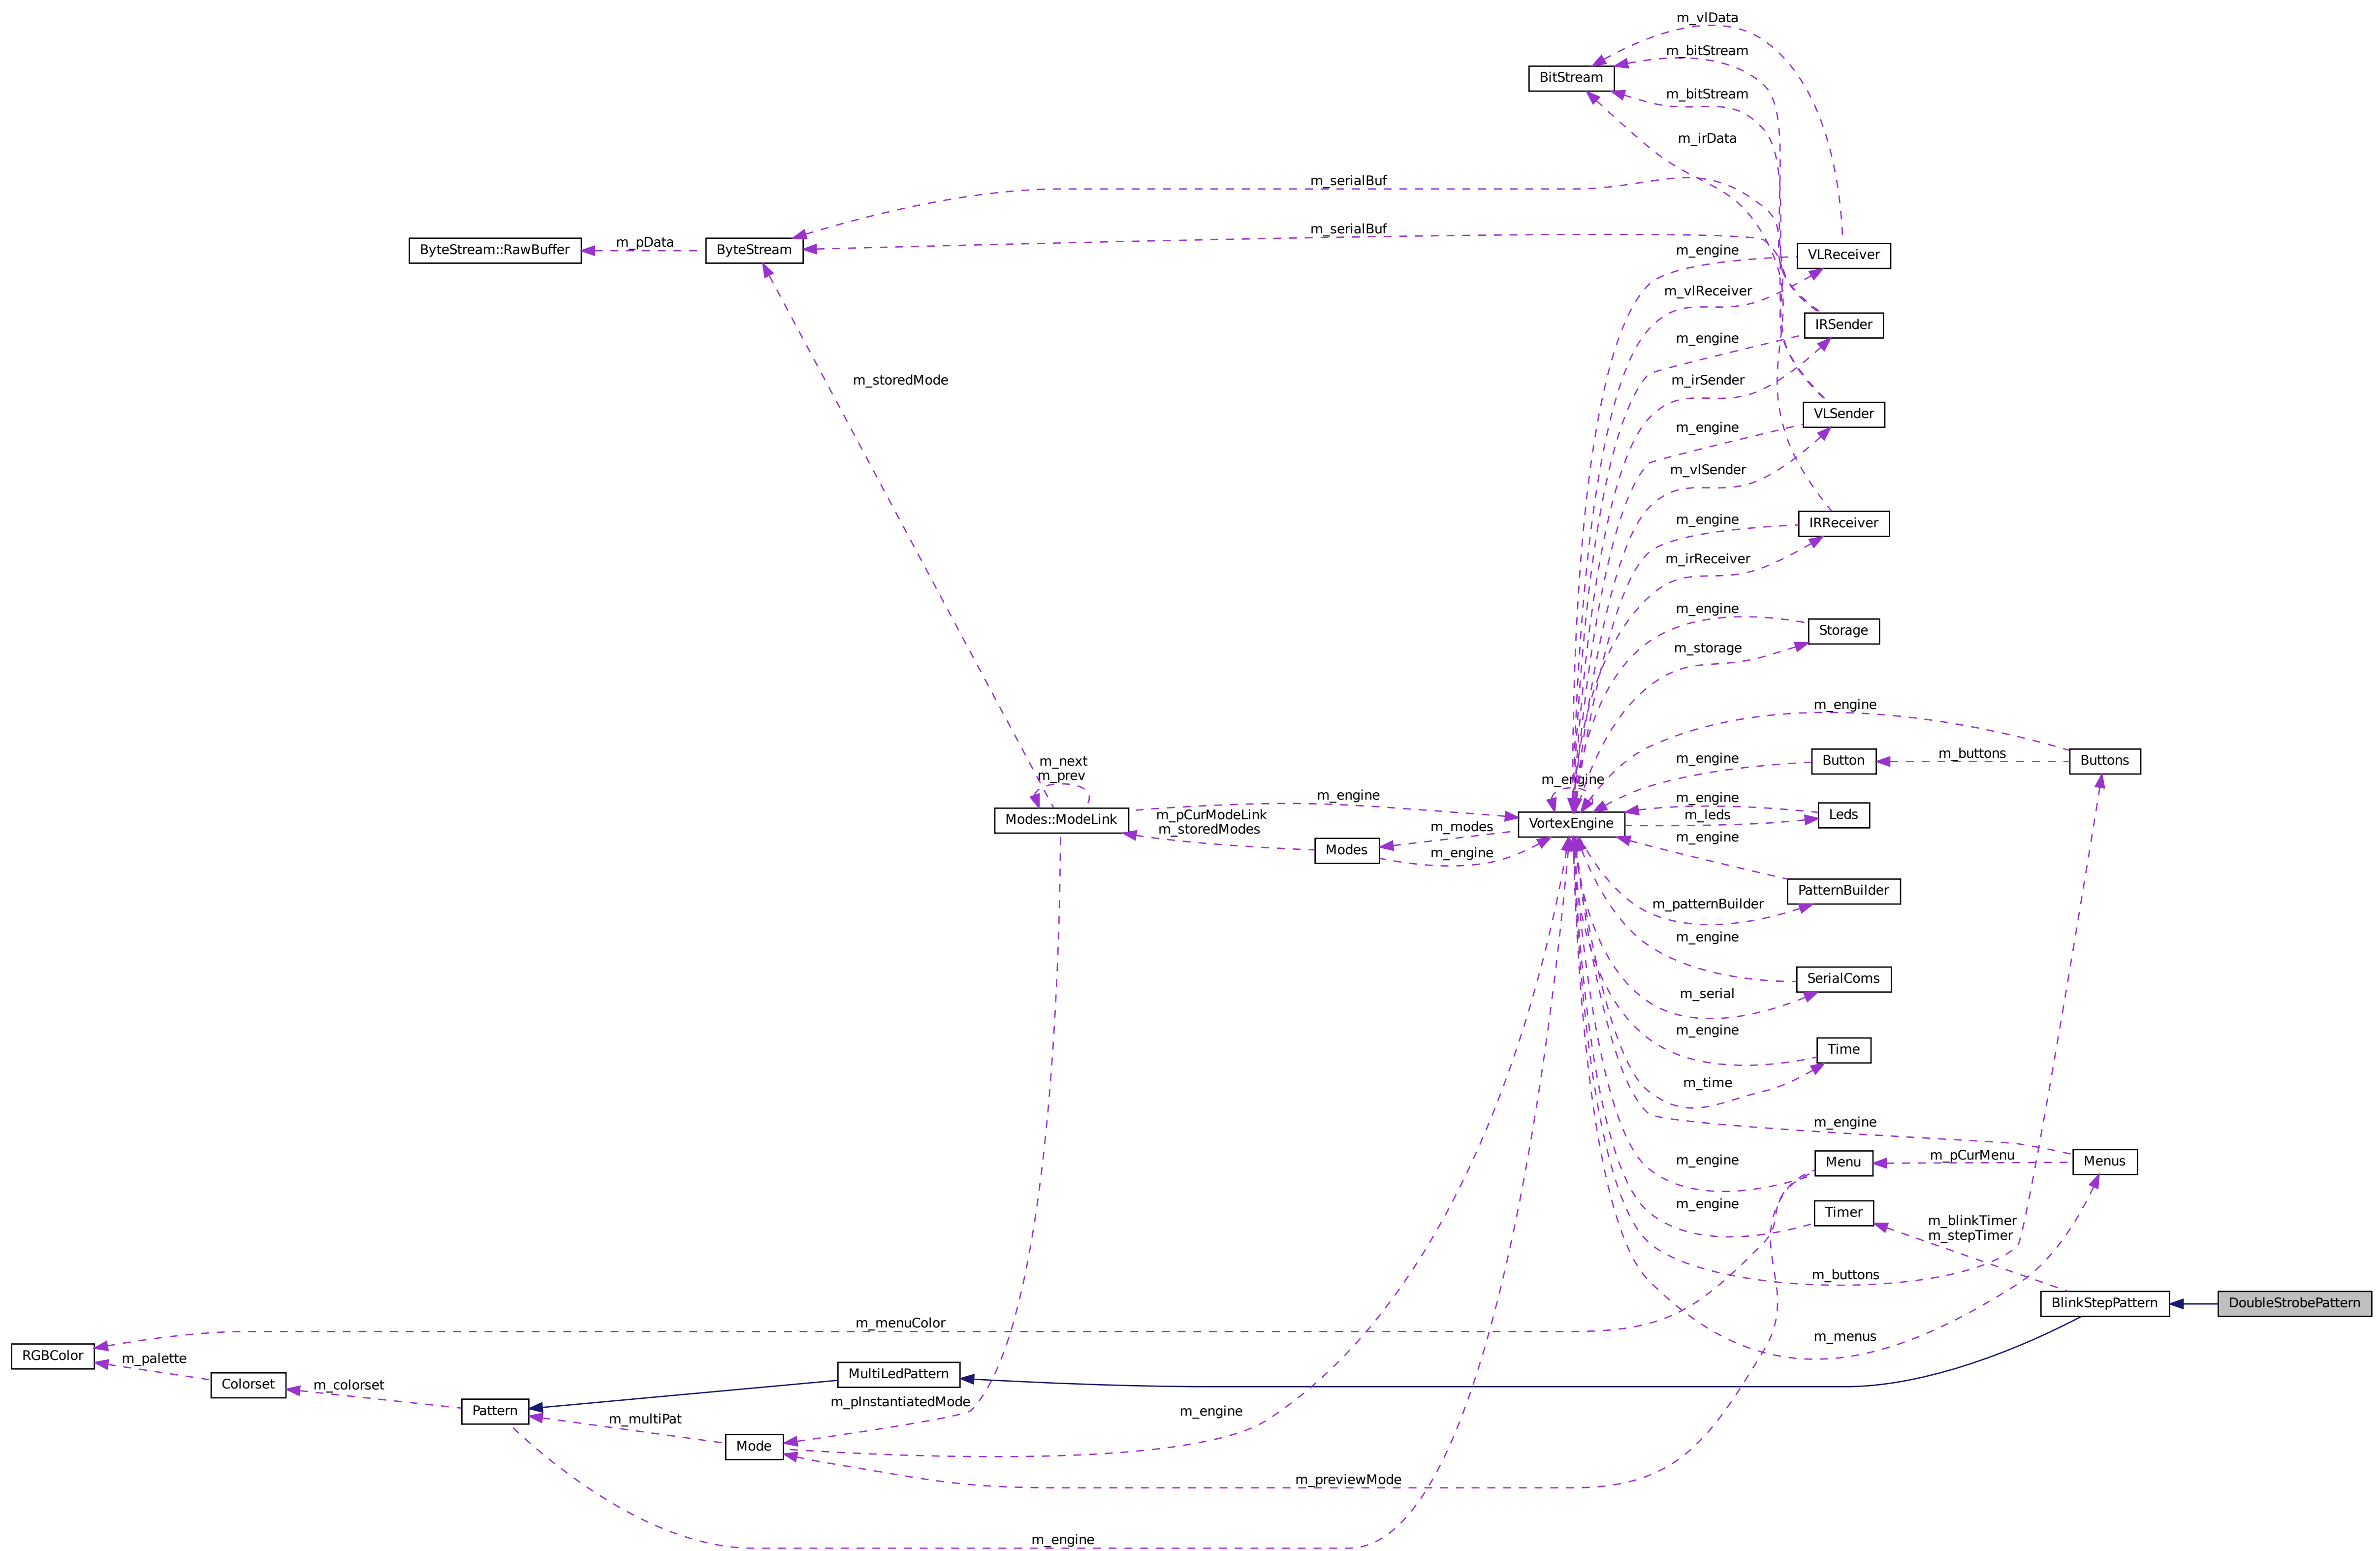 m_vlData
m_bitStream
BitStream
m_bitStream
m_irData
m_serialBuf
m_serialBuf
ByteStream::RawBuffer
m_pData
ByteStream
m_engine
VLReceiver
m_vlReceiver
IRSender
m_engine
m_irSender
m_storedMode
VLSender
m_engine
m_vlSender
m_engine
IRReceiver
m_irReceiver
m_engine
Storage
m_storage
m_engine
m_buttons
Buttons
m_engine
Button
m_next
m_prev
m_engine
m_engine
m_engine
Leds
m_leds
Modes::ModeLink
m_pCurModeLink
m_storedModes
VortexEngine
m_modes
Modes
m_engine
m_engine
PatternBuilder
m_patternBuilder
m_engine
SerialComs
m_serial
m_engine
Time
m_time
m_engine
m_engine
Menu
m_pCurMenu
Menus
m_engine
Timer
m_blinkTimer
m_stepTimer
m_buttons
BlinkStepPattern
DoubleStrobePattern
m_menuColor
m_menus
RGBColor
m_palette
Colorset
m_colorset
MultiLedPattern
Pattern
m_pInstantiatedMode
m_engine
m_multiPat
Mode
m_previewMode
m_engine